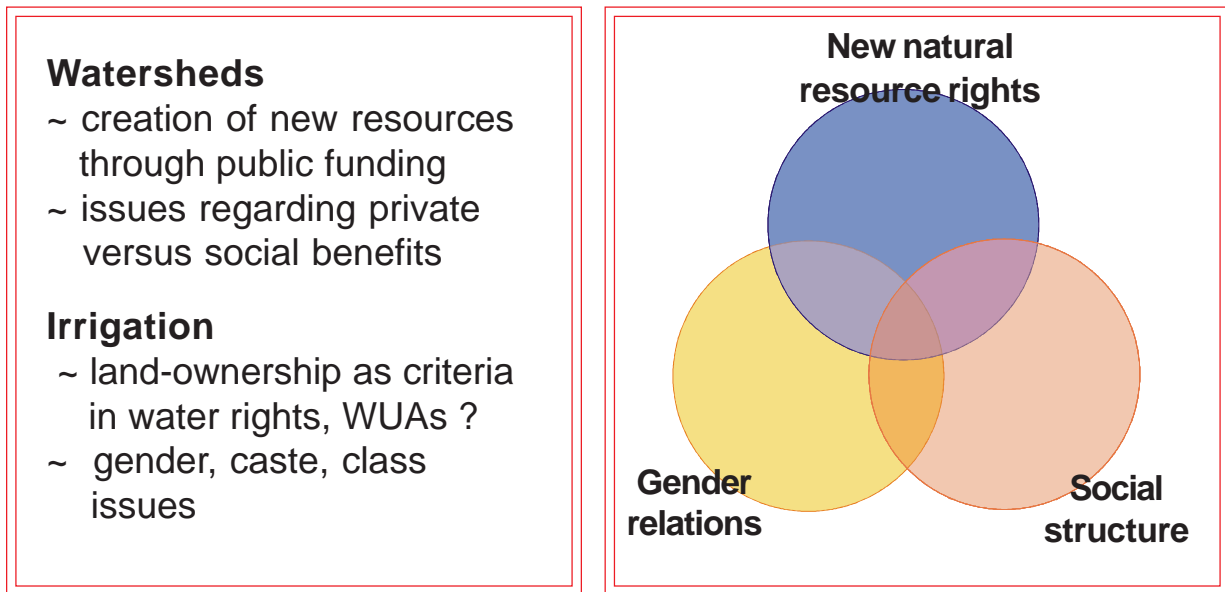 Watersheds
~ creation of new resources
through public funding
~ issues regarding private
versus social benefits
Irrigation
~ land-ownership as criteria
in water rights, WUAs ?
~ gender, caste, class
issues
New natural
resource rights
Gender
relations
Social
structure